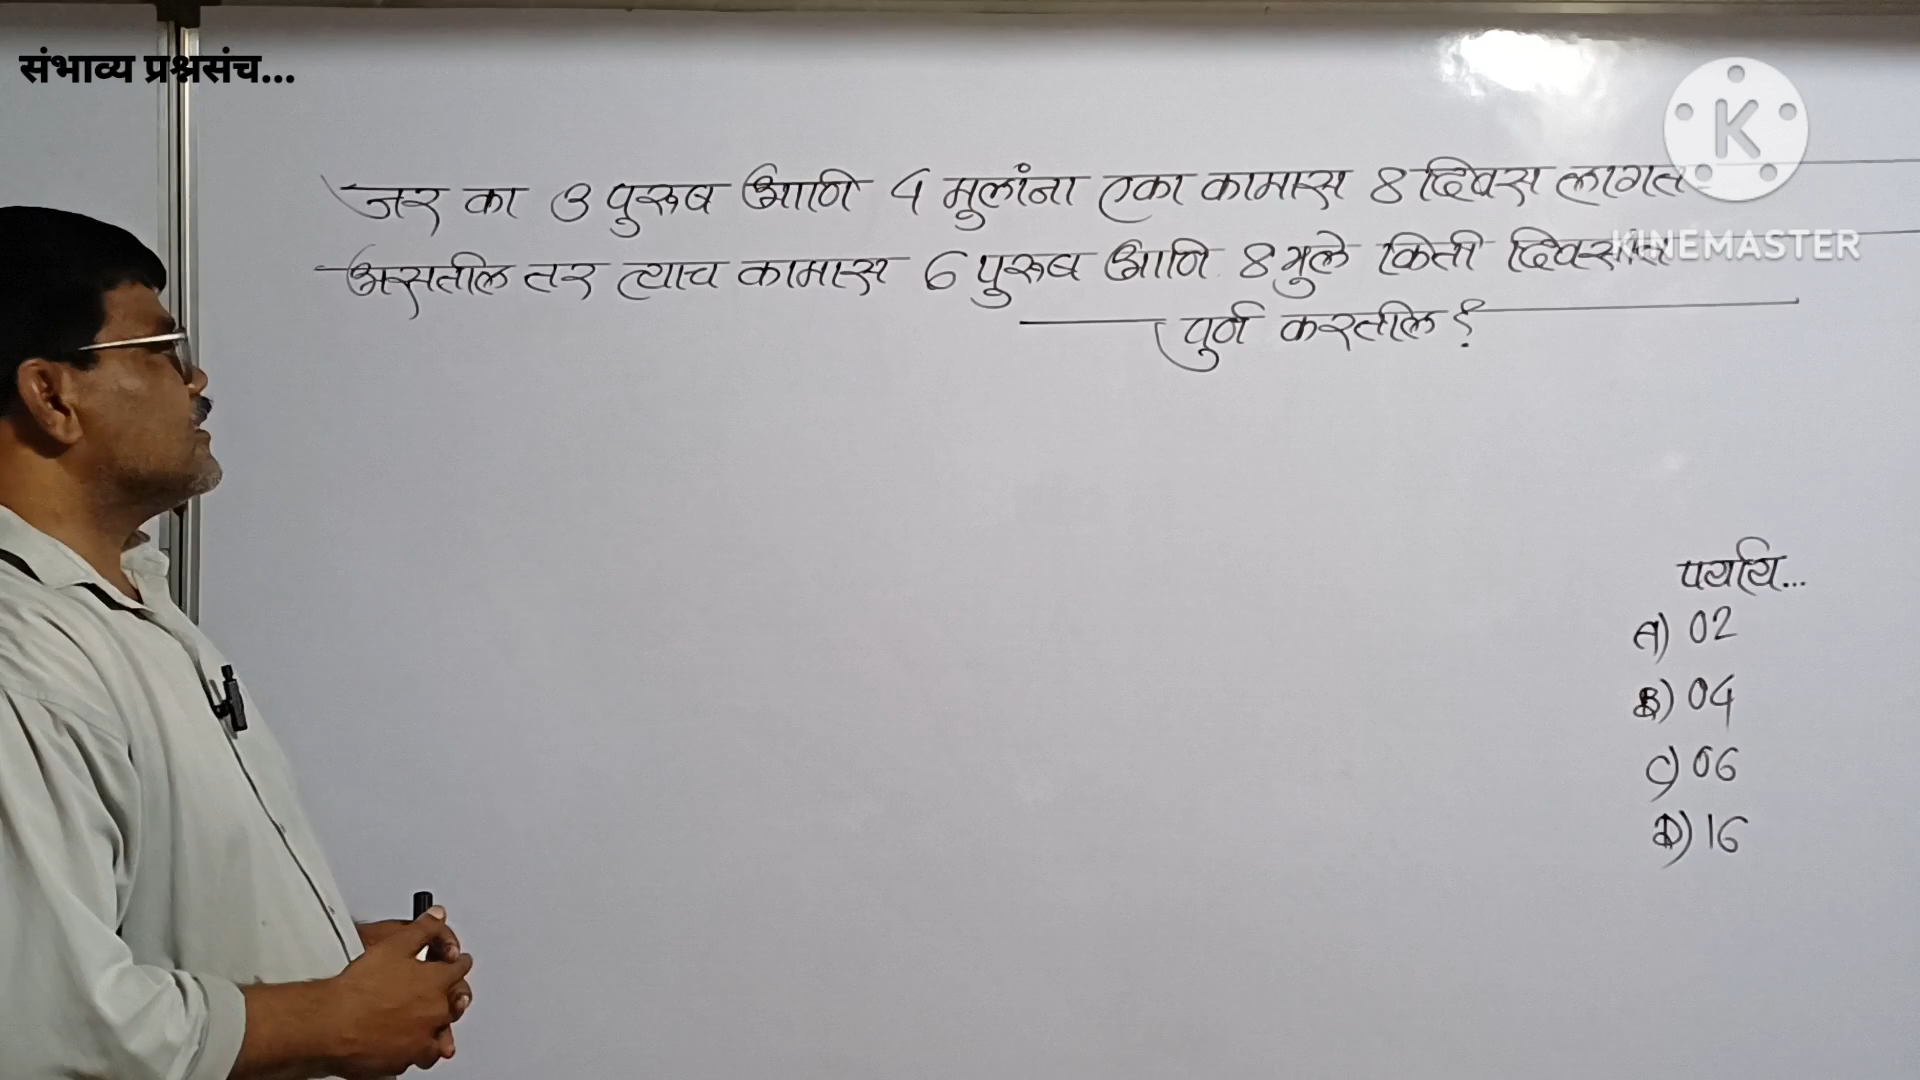 संभाव्य प्रश्नसंच...
जर का 3 पुरुष आणि 4 मुलांना एका कामास 8 दिवस लागत
असतील तर त्याच कामास 6 पुरुष आणि 8 मुले किती दिवसांत
पुर्ण करतील ?
पर्याय...
A) 02
B) 04
C) 06
D) 16
K
KINEMASTER